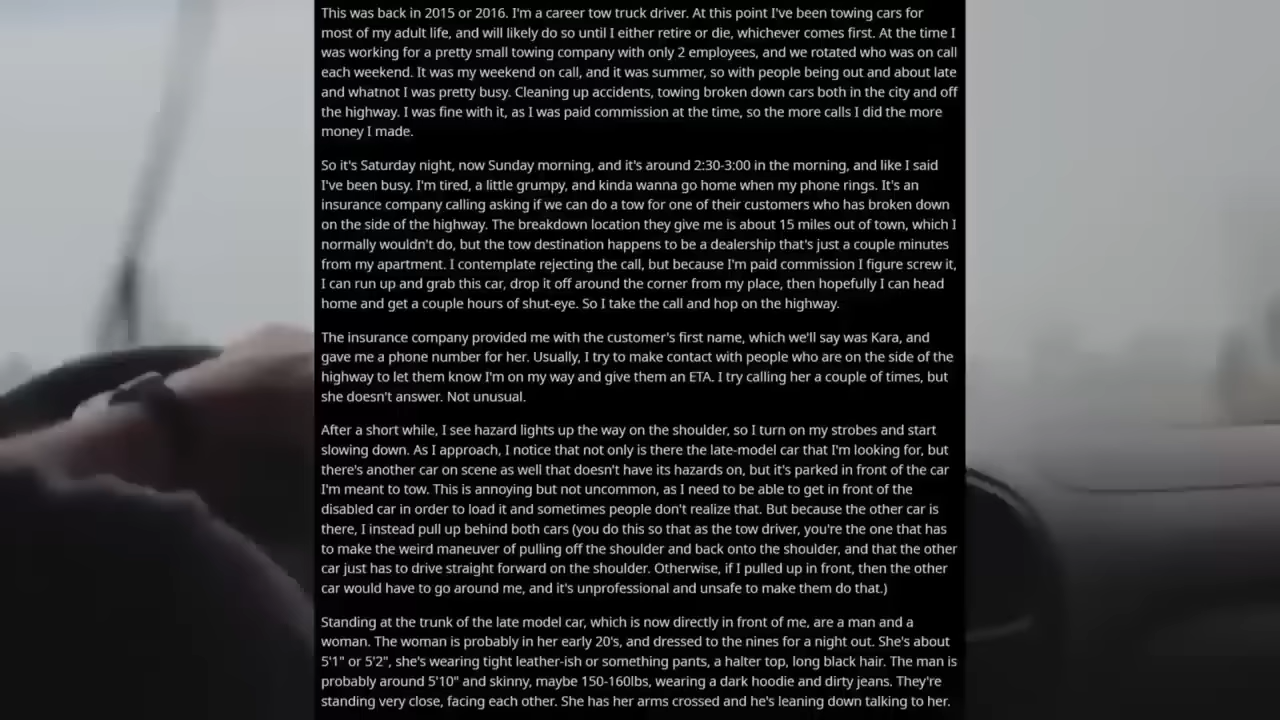 This was back in 2015 or 2016. I'm a career tow truck driver. At this point I've been towing cars for
most of my adult life, and will likely do so until I either retire or die, whichever comes first. At the time I
was working for a pretty small towing company with only 2 employees, and we rotated who was on call
each weekend. It was my weekend on call, and it was summer, so with people being out and about late
and whatnot I was pretty busy. Cleaning up accidents, towing broken down cars both in the city and off
the highway. I was fine with it, as I was paid commission at the time, so the more calls I did the more
money I made.
So it's Saturday night, now Sunday morning, and it's around 2:30-3:00 in the morning, and like I said
I've been busy. I'm tired, a little grumpy, and kinda wanna go home when my phone rings. It's an
insurance company calling asking if we can do a tow for one of their customers who has broken down
on the side of the highway. The breakdown location they give me is about 15 miles out of town, which I
normally wouldn't do, but the tow destination happens to be a dealership that's just a couple minutes
from my apartment. I contemplate rejecting the call, but because I'm paid commission I figure screw it,
I can run up and grab this car, drop it off around the corner from my place, then hopefully I can head
home and get a couple hours of shut-eye. So I take the call and hop on the highway.
The insurance company provided me with the customer's first name, which we'll say was Kara, and
gave me a phone number for her. Usually, I try to make contact with people who are on the side of the
highway to let them know I'm on my way and give them an ETA. I try calling her a couple of times, but
she doesn't answer. Not unusual.
After a short while, I see hazard lights up the way on the shoulder, so I turn on my strobes and start
slowing down. As I approach, I notice that not only is there the late-model car that I'm looking for, but
there's another car on scene as well that doesn't have its hazards on, but it's parked in front of the car
I'm meant to tow. This is annoying but not uncommon, as I need to be able to get in front of the
disabled car in order to load it and sometimes people don't realize that. But because the other car is
there, I instead pull up behind both cars (you do this so that as the tow driver, you're the one that has
to make the weird maneuver of pulling off the shoulder and back onto the shoulder, and that the other
car just has to drive straight forward on the shoulder. Otherwise, if I pulled up in front, then the other
car would have to go around me, and it's unprofessional and unsafe to make them do that.)
Standing at the trunk of the late model car, which is now directly in front of me, are a man and a
woman. The woman is probably in her early 20's, and dressed to the nines for a night out. She's about
5'1" or 5'2", she's wearing tight leather-ish or something pants, a halter top, long black hair. The man is
probably around 5'10" and skinny, maybe 150-160lbs, wearing a dark hoodie and dirty jeans. They're
standing very close, facing each other. She has her arms crossed and he's leaning down talking to her.